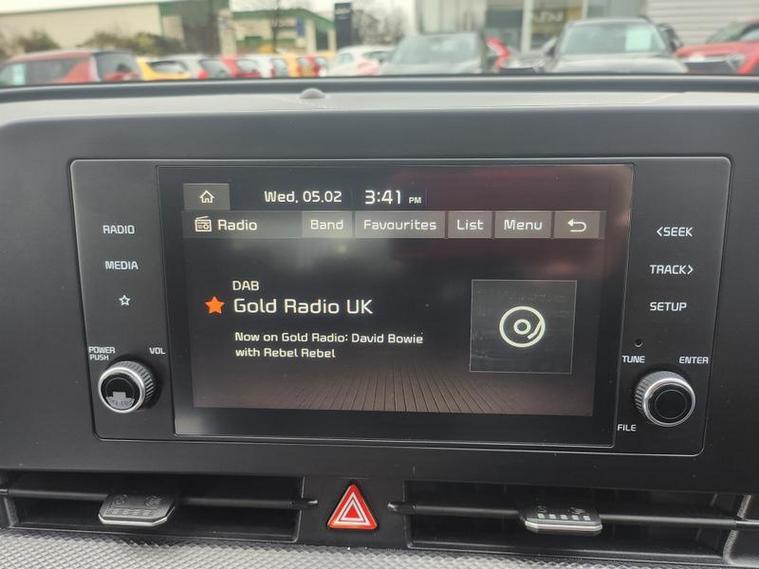 KIA
Wed, 05.02 3:41 PM
Radio Band Favourites List Menu
DAB
Gold Radio UK
Now on Gold Radio: David Bowie
with Rebel Rebel
RADIO
MEDIA
POWER
PUSH
VOL
<SEEK
TRACK>
SETUP
TUNE
ENTER
FILE